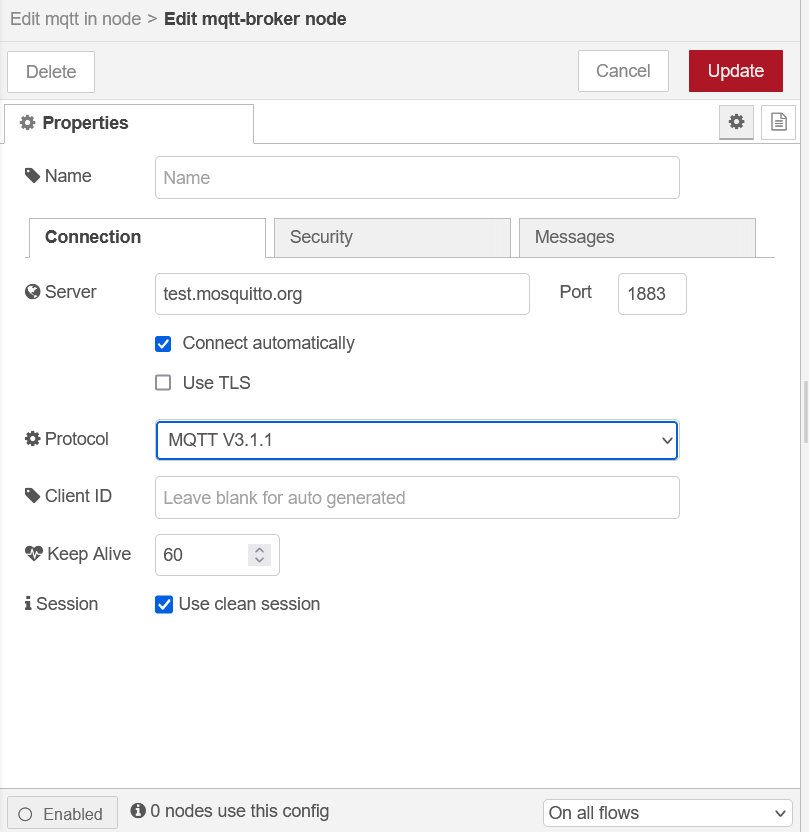 Edit mqtt in node > Edit mqtt-broker node
Delete
Cancel
Update
Properties
Name
Name
Connection
Security
Messages
Server
test.mosquitto.org
Port
1883
Connect automatically
Use TLS
Protocol
MQTT V3.1.1
Client ID
Leave blank for auto generated
Keep Alive
60
Session
Use clean session
Enabled
0 nodes use this config
On all flows